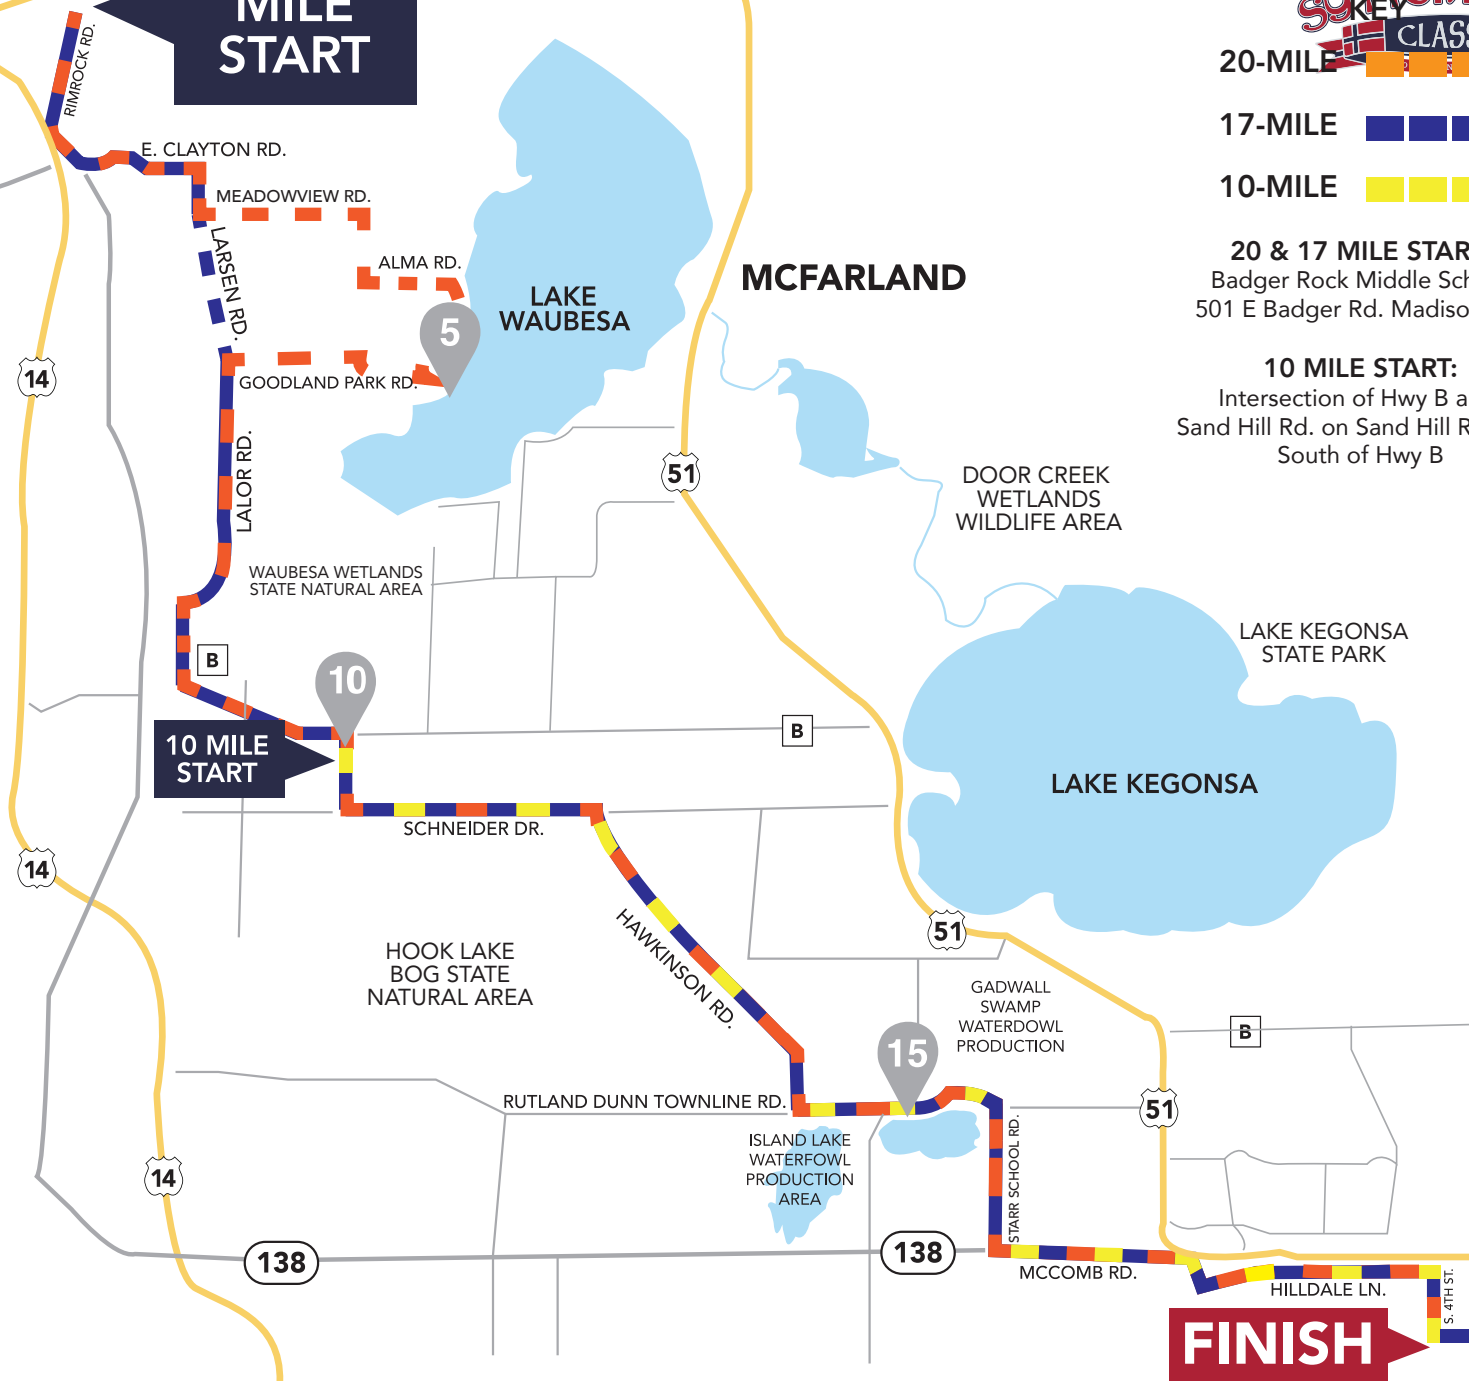 MILE
START
RIMROCK RD.
E. CLAYTON RD.
MEADOWVIEW RD.
LARSEN RD.
ALMA RD.
5
GOODLAND PARK RD.
LALOR RD.
LAKE
WAUBESA
MCFARLAND
KEY
CLASS
20-MILE
17-MILE
10-MILE
20 & 17 MILE STAR
Badger Rock Middle Sch
501 E Badger Rd. Madiso
10 MILE START:
Intersection of Hwy B a
Sand Hill Rd. on Sand Hill R
South of Hwy B
14
51
DOOR CREEK
WETLANDS
WILDLIFE AREA
WAUBESA WETLANDS
STATE NATURAL AREA
LAKE KEGONSA
STATE PARK
B
10
10 MILE
START
B
LAKE KEGONSA
SCHNEIDER DR.
14
HAWKINSON RD.
51
HOOK LAKE
BOG STATE
NATURAL AREA
GADWALL
SWAMP
WATERDOWL
PRODUCTION
B
15
RUTLAND DUNN TOWNLINE RD.
51
ISLAND LAKE
WATERFOWL
PRODUCTION
AREA
STARR SCHOOL RD.
14
138
138
MCCOMB RD.
HILLDALE LN.
S. 4TH ST.
FINISH